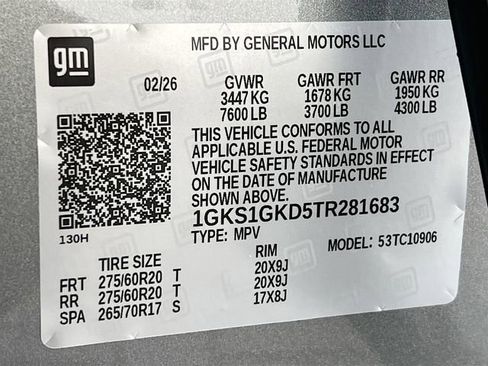 gm
MFD BY GENERAL MOTORS LLC
02/26 GVWR GAWR FRT GAWR RR
3447 KG 1678 KG 1950 KG
7600 LB 3700 LB 4300 LB
THIS VEHICLE CONFORMS TO ALL
APPLICABLE U.S. FEDERAL MOTOR
VEHICLE SAFETY STANDARDS IN EFFECT
ON THE DATE OF MANUFACTURE
SHOWN ABOVE.
1GKS1GKD5TR281683
130H
TYPE: MPV MODEL: 53TC10906
TIRE SIZE RIM
FRT 275/60R20 T 20X9J
RR 275/60R20 T 20X9J
SPA 265/70R17 S 17X8J